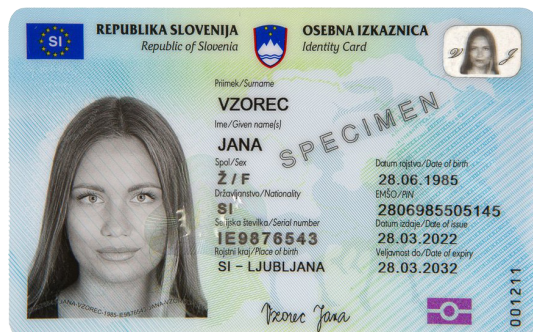 SI
REPUBLIKA SLOVENIJA
Republic of Slovenia
OSEBNA IZKAZNICA
Identity Card
V J
Priimek/Surname
VZOREC
Ime/Given name(s)
JANA
SPECIMEN
Spol/Sex
Ž / F
Datum rojstva/Date of birth
28.06.1985
Državljanstvo/Nationality
SI
EMŠO/PIN
2806985505145
Serijska številka/Serial number
IE9876543
Datum izdaje/Date of issue
28.03.2022
Rojstni kraj/Place of birth
SI – LJUBLJANA
Veljavnost do/Date of expiry
28.03.2032
Vzorec Jana
001211